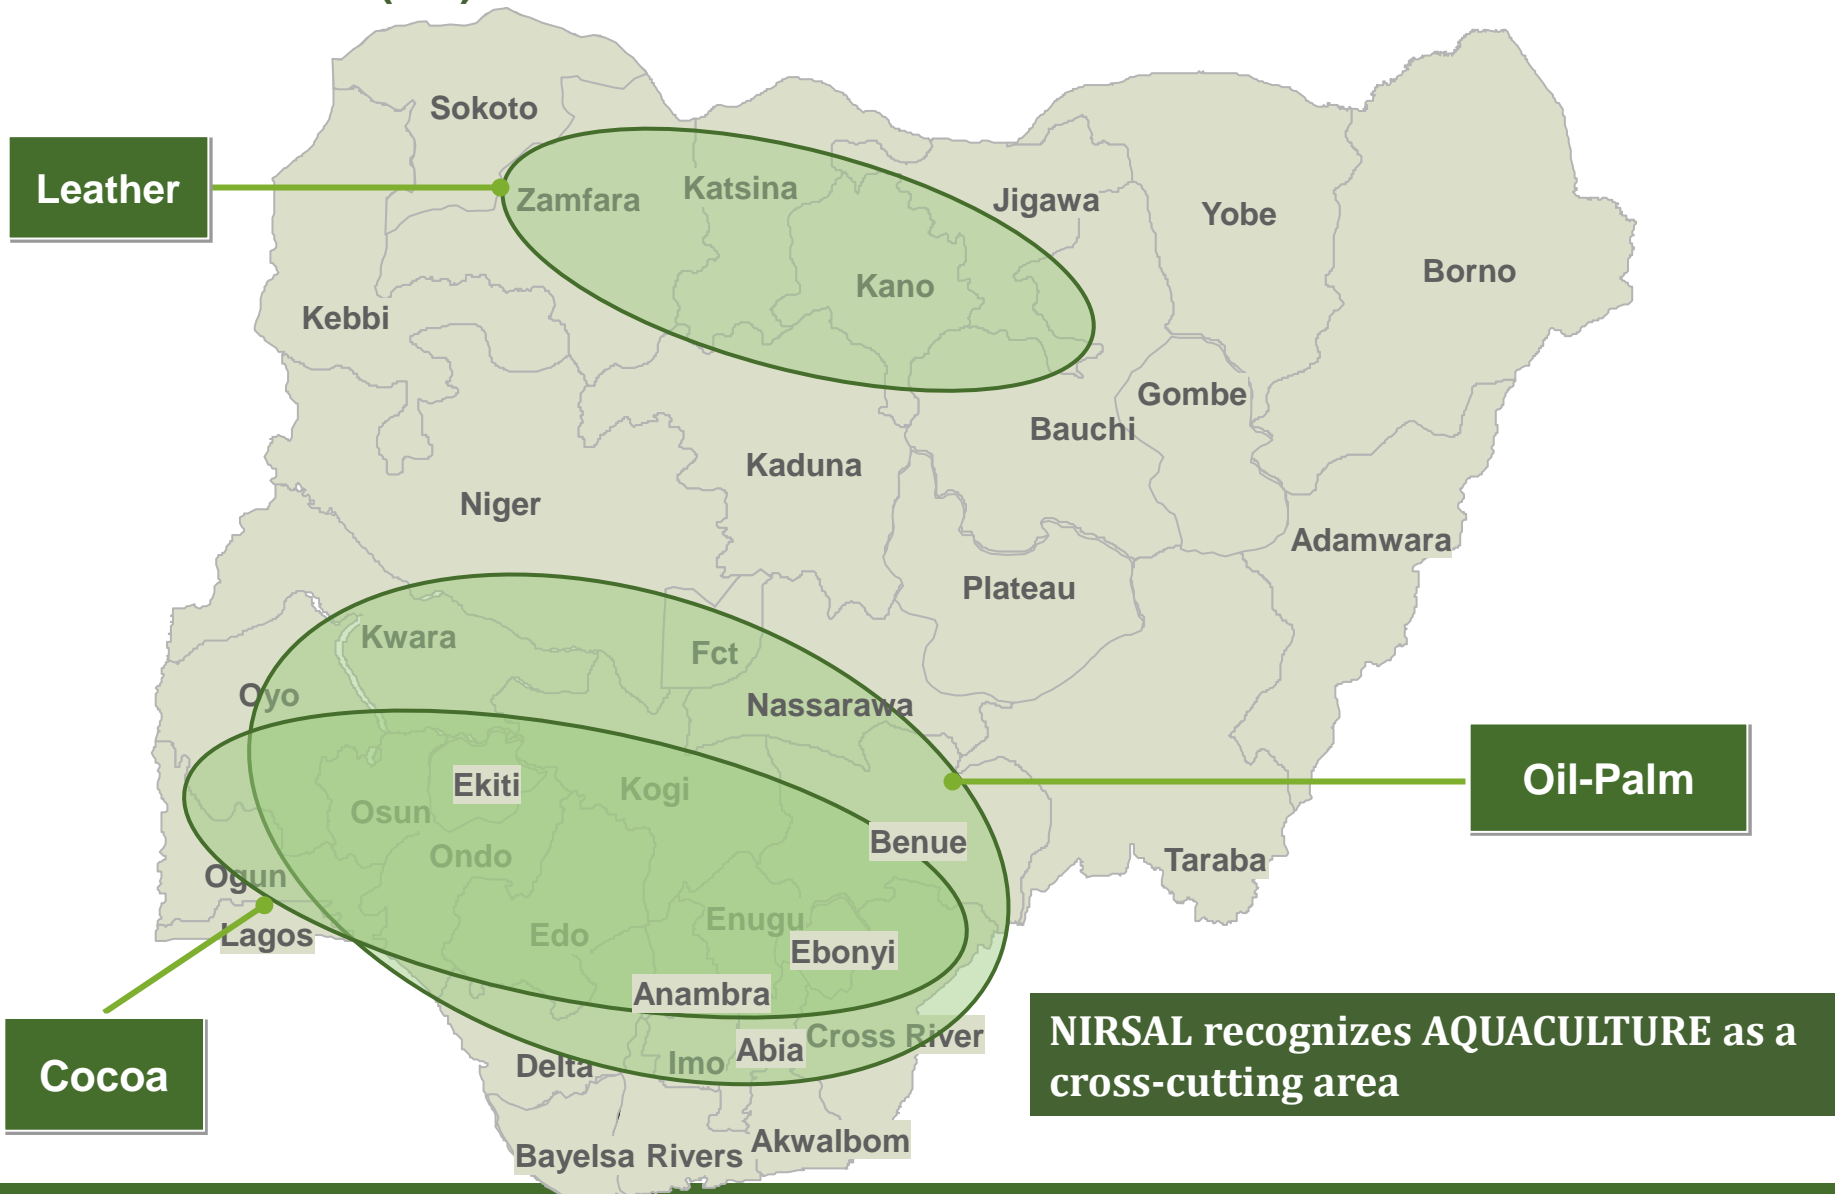 Sokoto
Leather
Zamfara
Katsina
Jigawa
Yobe
Borno
Kano
Kebbi
Gombe
Bauchi
Kaduna
Niger
Adamwara
Plateau
Kwara
Fct
Oyo
Nassarawa
Oil-Palm
Ekiti
Kogi
Osun
Benue
Ondo
Taraba
Ogun
Enugu
Lagos
Edo
Ebonyi
Anambra
NIRSAL recognizes AQUACULTURE as a
cross-cutting area
Cross River
Abia
Imo
Delta
Cocoa
Akwalbom
Bayelsa
Rivers